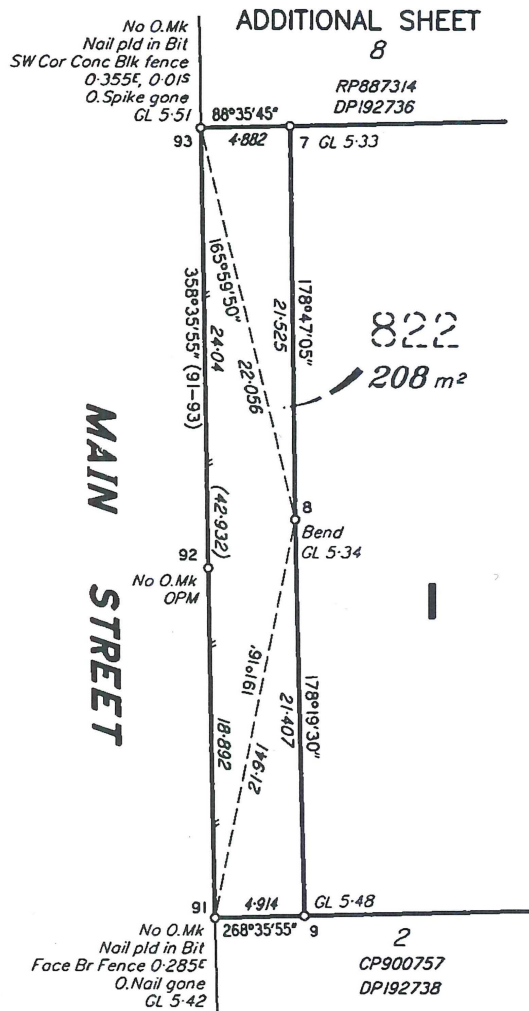 ADDITIONAL SHEET
No O.Mk
Nail pld in Bit
SW Cor Conc Blk fence
0·355ᴱ, 0·01ˢ
O.Spike gone
GL 5·51
8
RP887314
DP192736
88°35'45"
4·882
93
7
GL 5·33
165°59'50"
22·056
358°35'55" (91-93)
24·04
(42·932)
178°47'05"
21·525
822
208 m²
8
Bend
GL 5·34
92
No O.Mk
OPM
MAIN STREET
1
191°16'
21·941
18·892
178°19'30"
21·407
91
4·914
268°35'55"
GL 5·48
9
No O.Mk
Nail pld in Bit
Face Br Fence 0·285ᴱ
O.Nail gone
GL 5·42
2
CP900757
DP192738